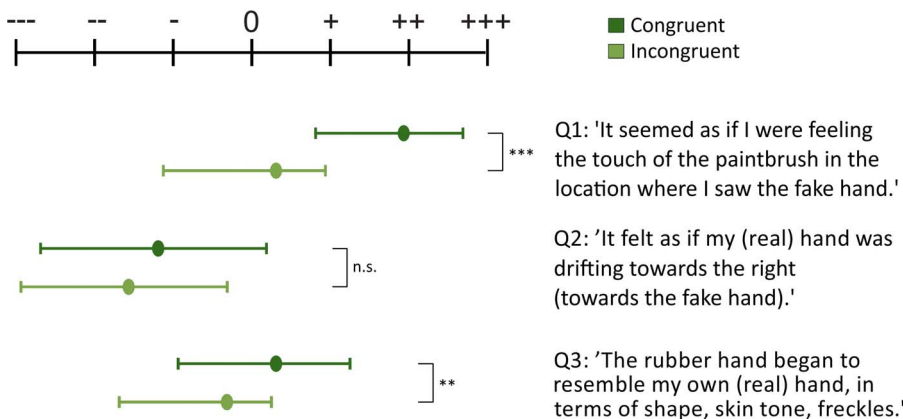 --- -- - 0 + ++ +++
Congruent
Incongruent
***
Q1: 'It seemed as if I were feeling
the touch of the paintbrush in the
location where I saw the fake hand.'
n.s.
Q2: ’It felt as if my (real) hand was
drifting towards the right
(towards the fake hand).'
**
Q3: ’The rubber hand began to
resemble my own (real) hand, in
terms of shape, skin tone, freckles.'